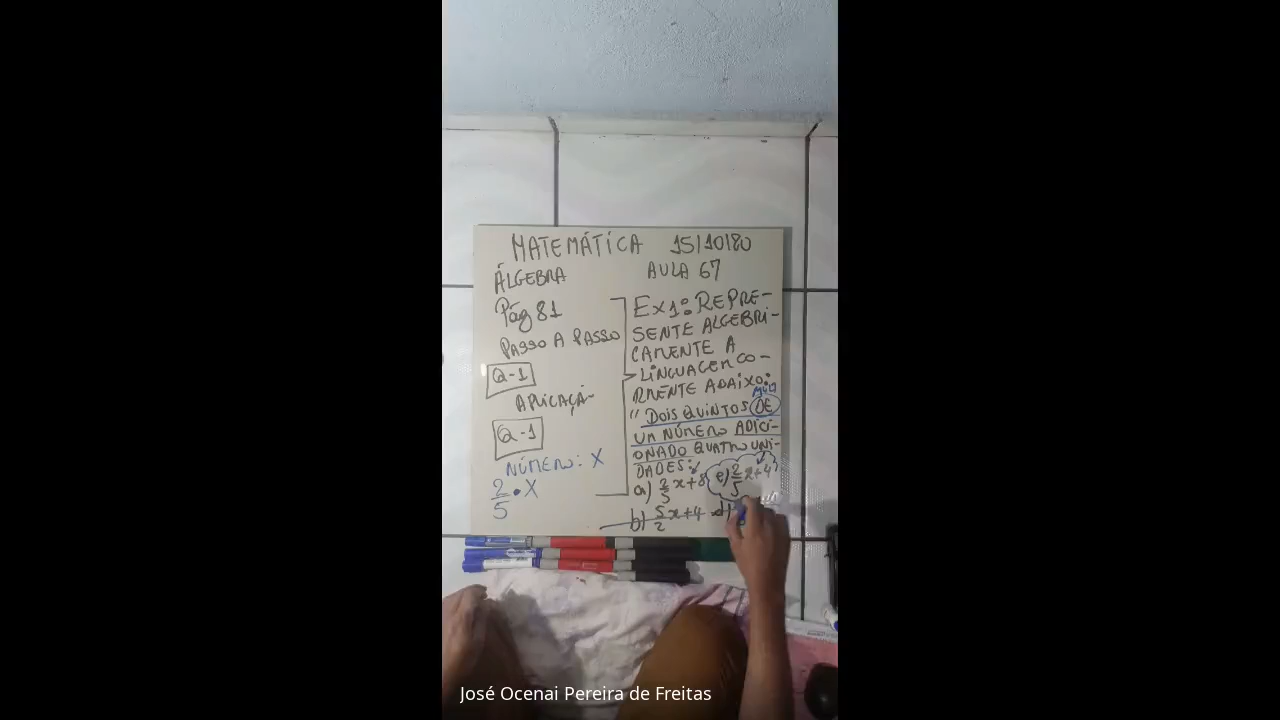 MATEMÁTICA 15/10/80
ÁLGEBRA AULA 67
Pág 81
PASSO A PASSO
Q-1
APLICAÇÃ-
Q-1
NÚMERO: X
2/5 • X
Ex1: REPRE-
SENTE ALGEBRI-
CAMENTE A
LINGUAGEM CO-
RRENTE ABAIXO:
"DOIS QUINTOS DE
UM NÚMERO ADICI-
ONADO QUATRO UNI-
DADES:
a) 2/5 x+8 c) 2/5 x+4
b) 5/2 x+4 d)
José Ocenai Pereira de Freitas